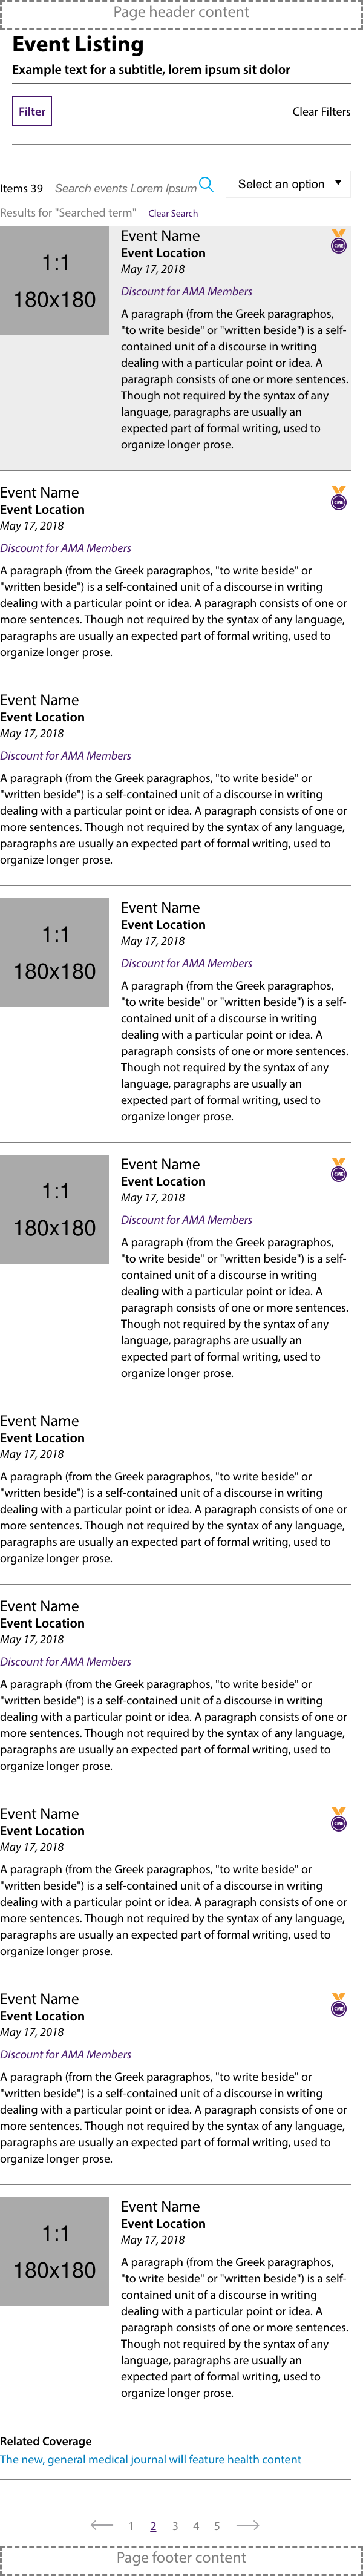 Page header content
Event Listing
Example text for a subtitle, lorem ipsum sit dolor
Filter
Clear Filters
Items 39
Search events Lorem Ipsum
Select an option
Results for "Searched term"
Clear Search
1:1
180x180
Event Name
Event Location
May 17, 2018
Discount for AMA Members
A paragraph (from the Greek paragraphos,
"to write beside" or "written beside") is a self-
contained unit of a discourse in writing
dealing with a particular point or idea. A
paragraph consists of one or more sentences.
Though not required by the syntax of any
language, paragraphs are usually an
expected part of formal writing, used to
organize longer prose.
CME
Event Name
Event Location
May 17, 2018
Discount for AMA Members
A paragraph (from the Greek paragraphos, "to write beside" or
"written beside") is a self-contained unit of a discourse in writing
dealing with a particular point or idea. A paragraph consists of one or
more sentences. Though not required by the syntax of any language,
paragraphs are usually an expected part of formal writing, used to
organize longer prose.
CME
Event Name
Event Location
May 17, 2018
Discount for AMA Members
A paragraph (from the Greek paragraphos, "to write beside" or
"written beside") is a self-contained unit of a discourse in writing
dealing with a particular point or idea. A paragraph consists of one or
more sentences. Though not required by the syntax of any language,
paragraphs are usually an expected part of formal writing, used to
organize longer prose.
1:1
180x180
Event Name
Event Location
May 17, 2018
Discount for AMA Members
A paragraph (from the Greek paragraphos,
"to write beside" or "written beside") is a self-
contained unit of a discourse in writing
dealing with a particular point or idea. A
paragraph consists of one or more sentences.
Though not required by the syntax of any
language, paragraphs are usually an
expected part of formal writing, used to
organize longer prose.
1:1
180x180
Event Name
Event Location
May 17, 2018
Discount for AMA Members
A paragraph (from the Greek paragraphos,
"to write beside" or "written beside") is a self-
contained unit of a discourse in writing
dealing with a particular point or idea. A
paragraph consists of one or more sentences.
Though not required by the syntax of any
language, paragraphs are usually an
expected part of formal writing, used to
organize longer prose.
CME
Event Name
Event Location
May 17, 2018
A paragraph (from the Greek paragraphos, "to write beside" or
"written beside") is a self-contained unit of a discourse in writing
dealing with a particular point or idea. A paragraph consists of one or
more sentences. Though not required by the syntax of any language,
paragraphs are usually an expected part of formal writing, used to
organize longer prose.
Event Name
Event Location
May 17, 2018
Discount for AMA Members
A paragraph (from the Greek paragraphos, "to write beside" or
"written beside") is a self-contained unit of a discourse in writing
dealing with a particular point or idea. A paragraph consists of one or
more sentences. Though not required by the syntax of any language,
paragraphs are usually an expected part of formal writing, used to
organize longer prose.
Event Name
Event Location
May 17, 2018
A paragraph (from the Greek paragraphos, "to write beside" or
"written beside") is a self-contained unit of a discourse in writing
dealing with a particular point or idea. A paragraph consists of one or
more sentences. Though not required by the syntax of any language,
paragraphs are usually an expected part of formal writing, used to
organize longer prose.
CME
Event Name
Event Location
May 17, 2018
Discount for AMA Members
A paragraph (from the Greek paragraphos, "to write beside" or
"written beside") is a self-contained unit of a discourse in writing
dealing with a particular point or idea. A paragraph consists of one or
more sentences. Though not required by the syntax of any language,
paragraphs are usually an expected part of formal writing, used to
organize longer prose.
CME
1:1
180x180
Event Name
Event Location
May 17, 2018
A paragraph (from the Greek paragraphos,
"to write beside" or "written beside") is a self-
contained unit of a discourse in writing
dealing with a particular point or idea. A
paragraph consists of one or more sentences.
Though not required by the syntax of any
language, paragraphs are usually an
expected part of formal writing, used to
organize longer prose.
Related Coverage
The new, general medical journal will feature health content
1 2 3 4 5
Page footer content